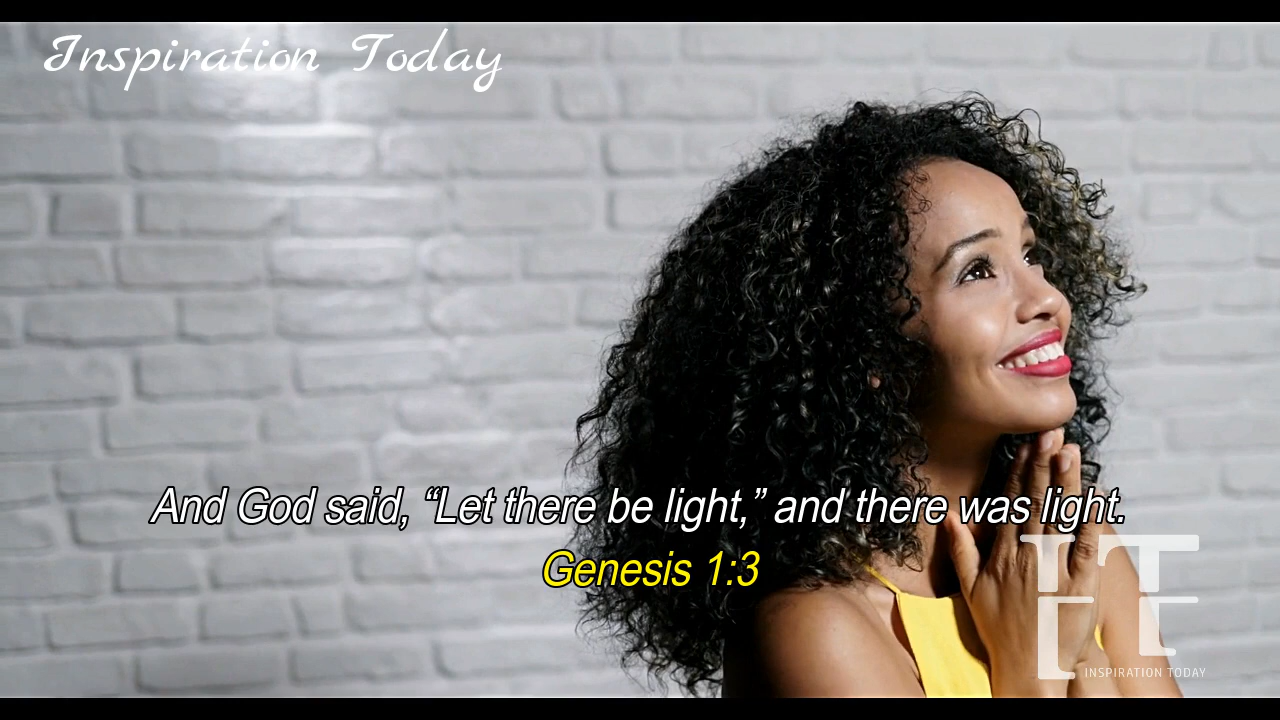 Inspiration Today
And God said, “Let there be light,” and there was light.
Genesis 1:3
IT
INSPIRATION TODAY